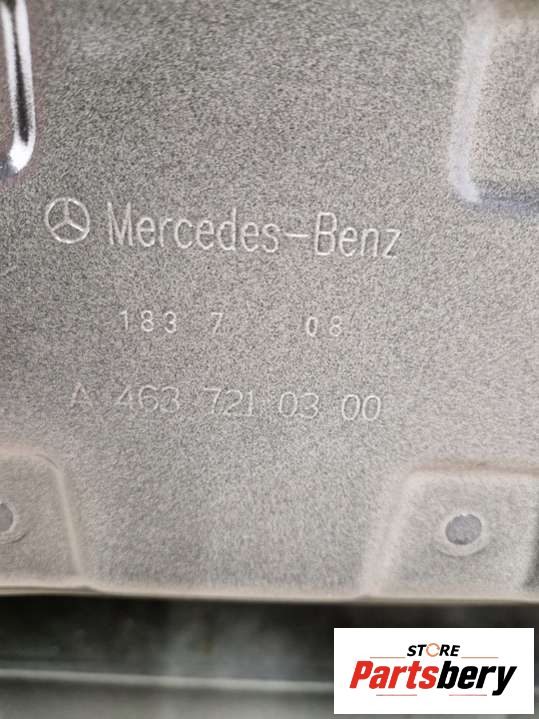 Mercedes-Benz
183 7 08
A 463 721 03 00
STORE
Partsbery